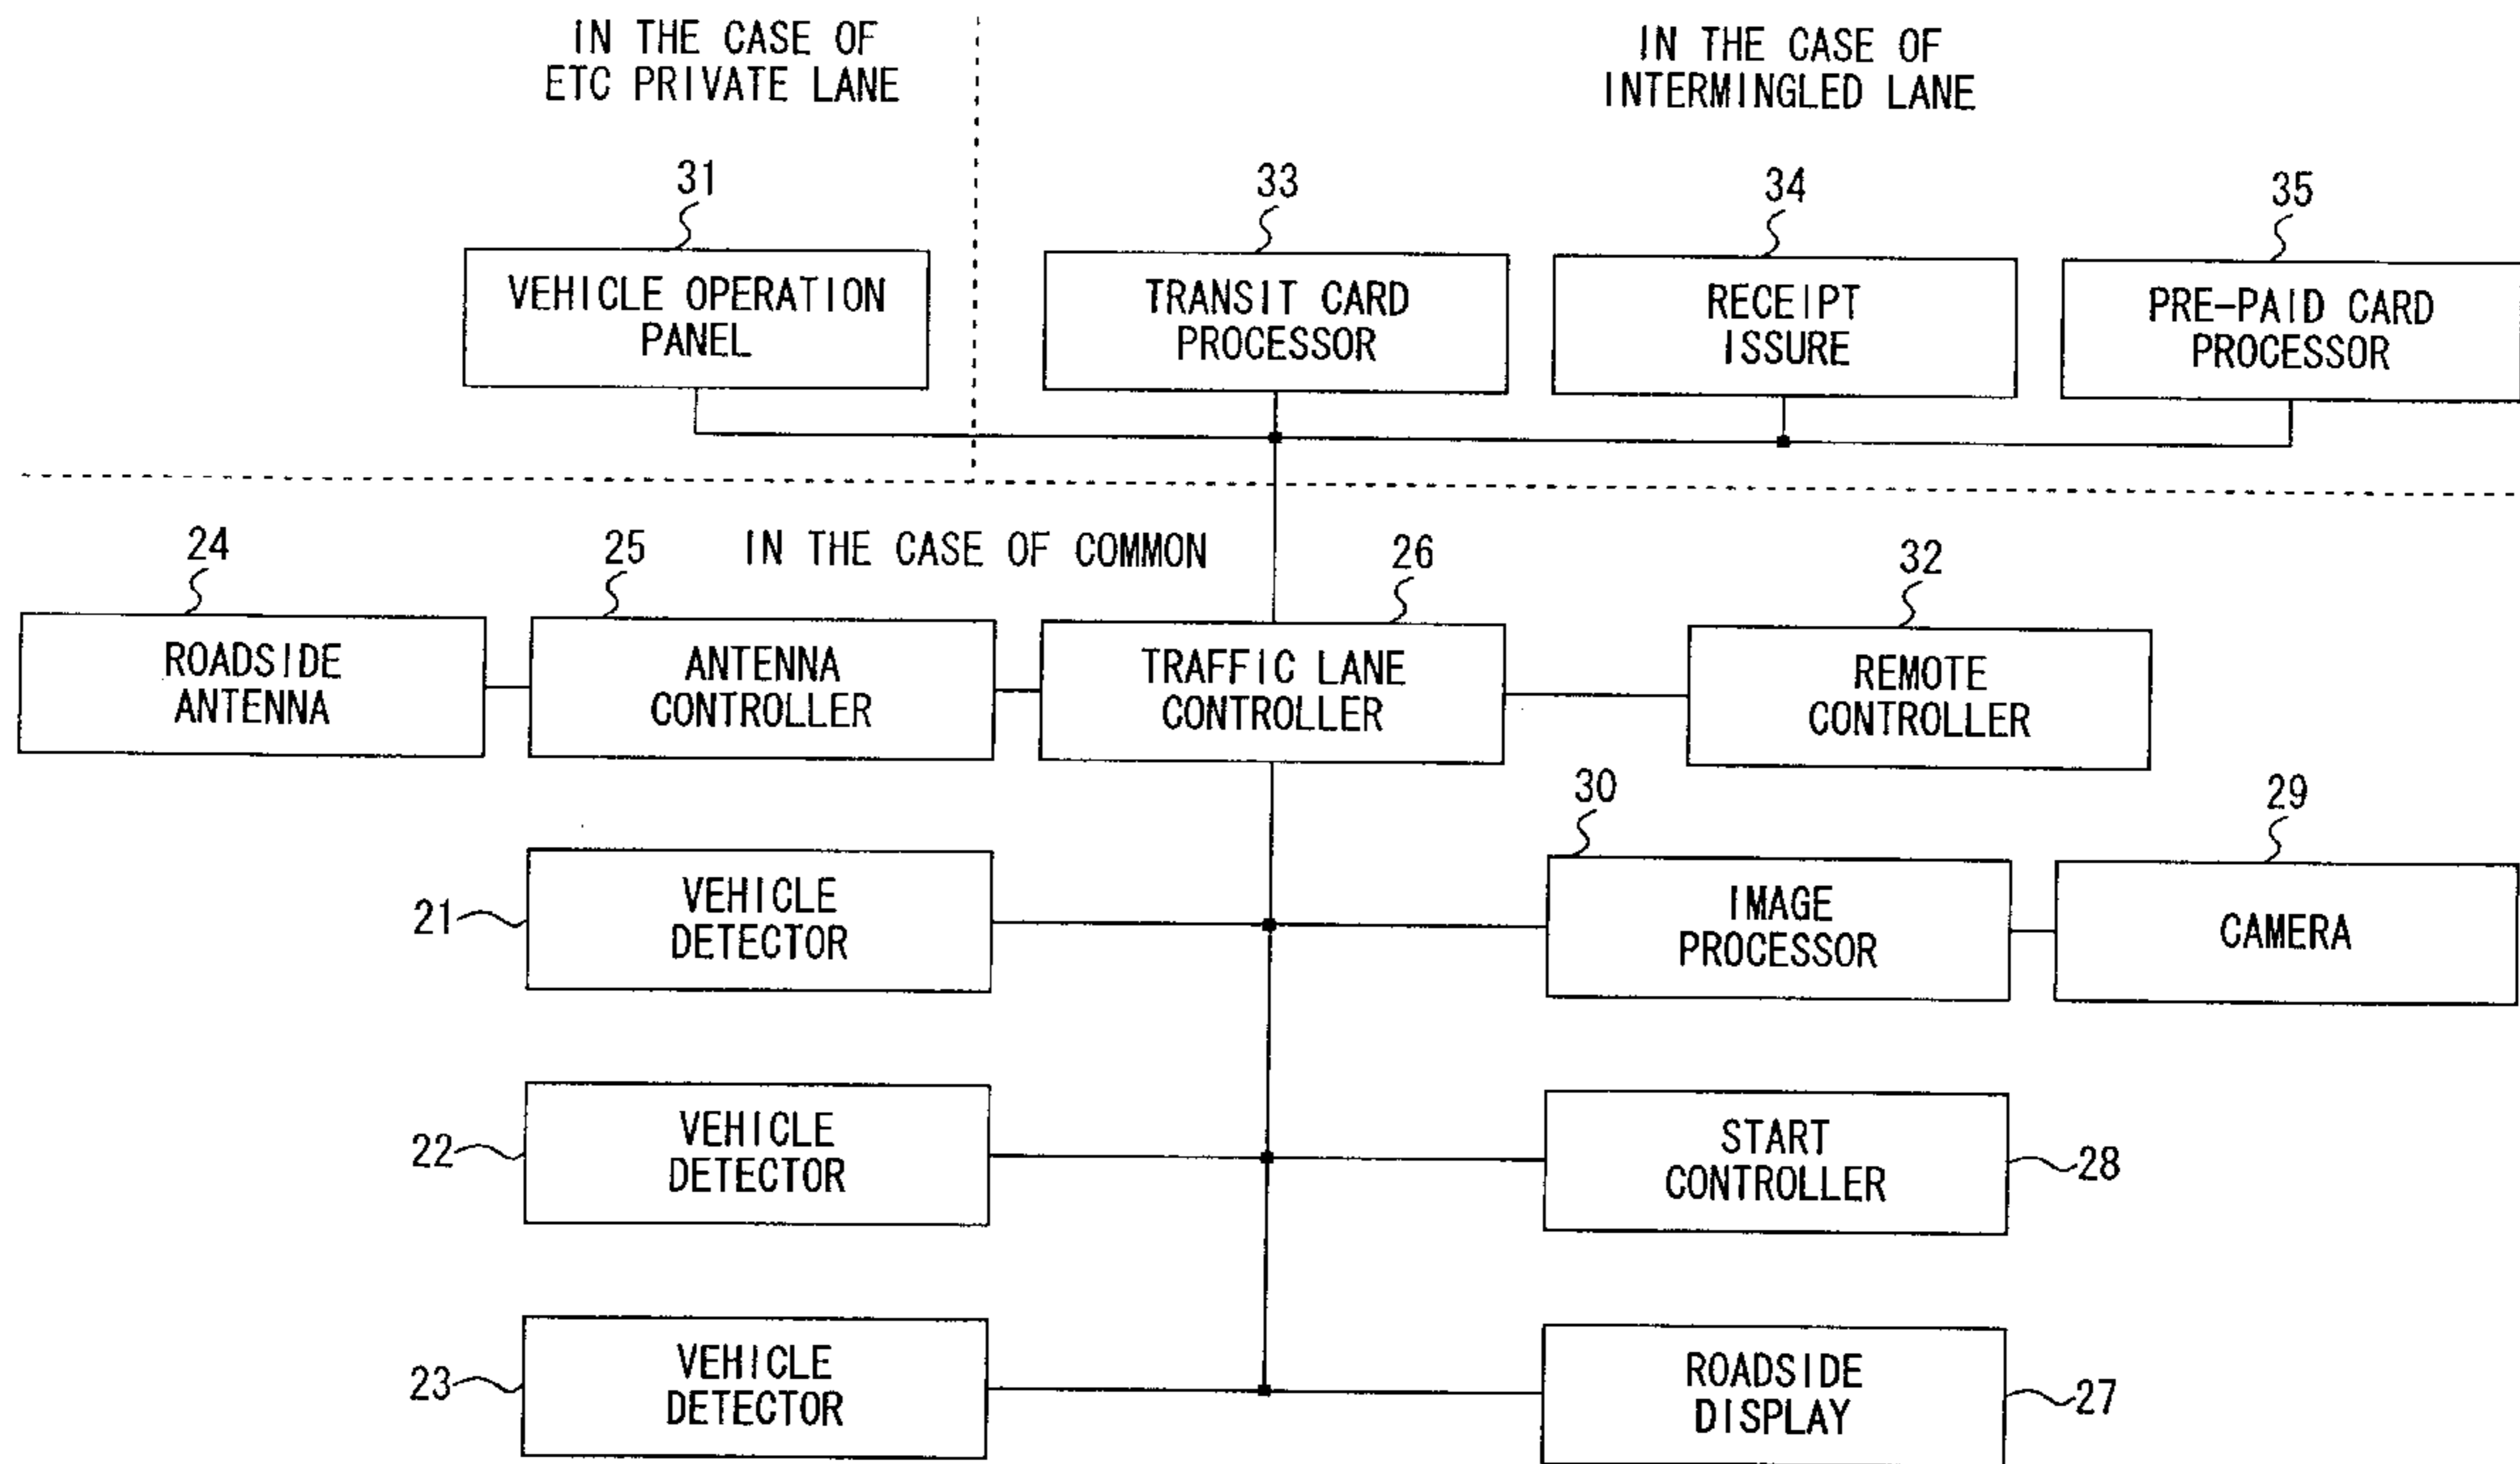 IN THE CASE OF
ETC PRIVATE LANE
IN THE CASE OF
INTERMINGLED LANE
31
33
34
35
VEHICLE OPERATION
PANEL
TRANSIT CARD
PROCESSOR
RECEIPT
ISSURE
PRE-PAID CARD
PROCESSOR
IN THE CASE OF COMMON
24
25
26
32
ROADSIDE
ANTENNA
ANTENNA
CONTROLLER
TRAFFIC LANE
CONTROLLER
REMOTE
CONTROLLER
30
29
21
VEHICLE
DETECTOR
IMAGE
PROCESSOR
CAMERA
22
VEHICLE
DETECTOR
START
CONTROLLER
28
23
VEHICLE
DETECTOR
ROADSIDE
DISPLAY
27